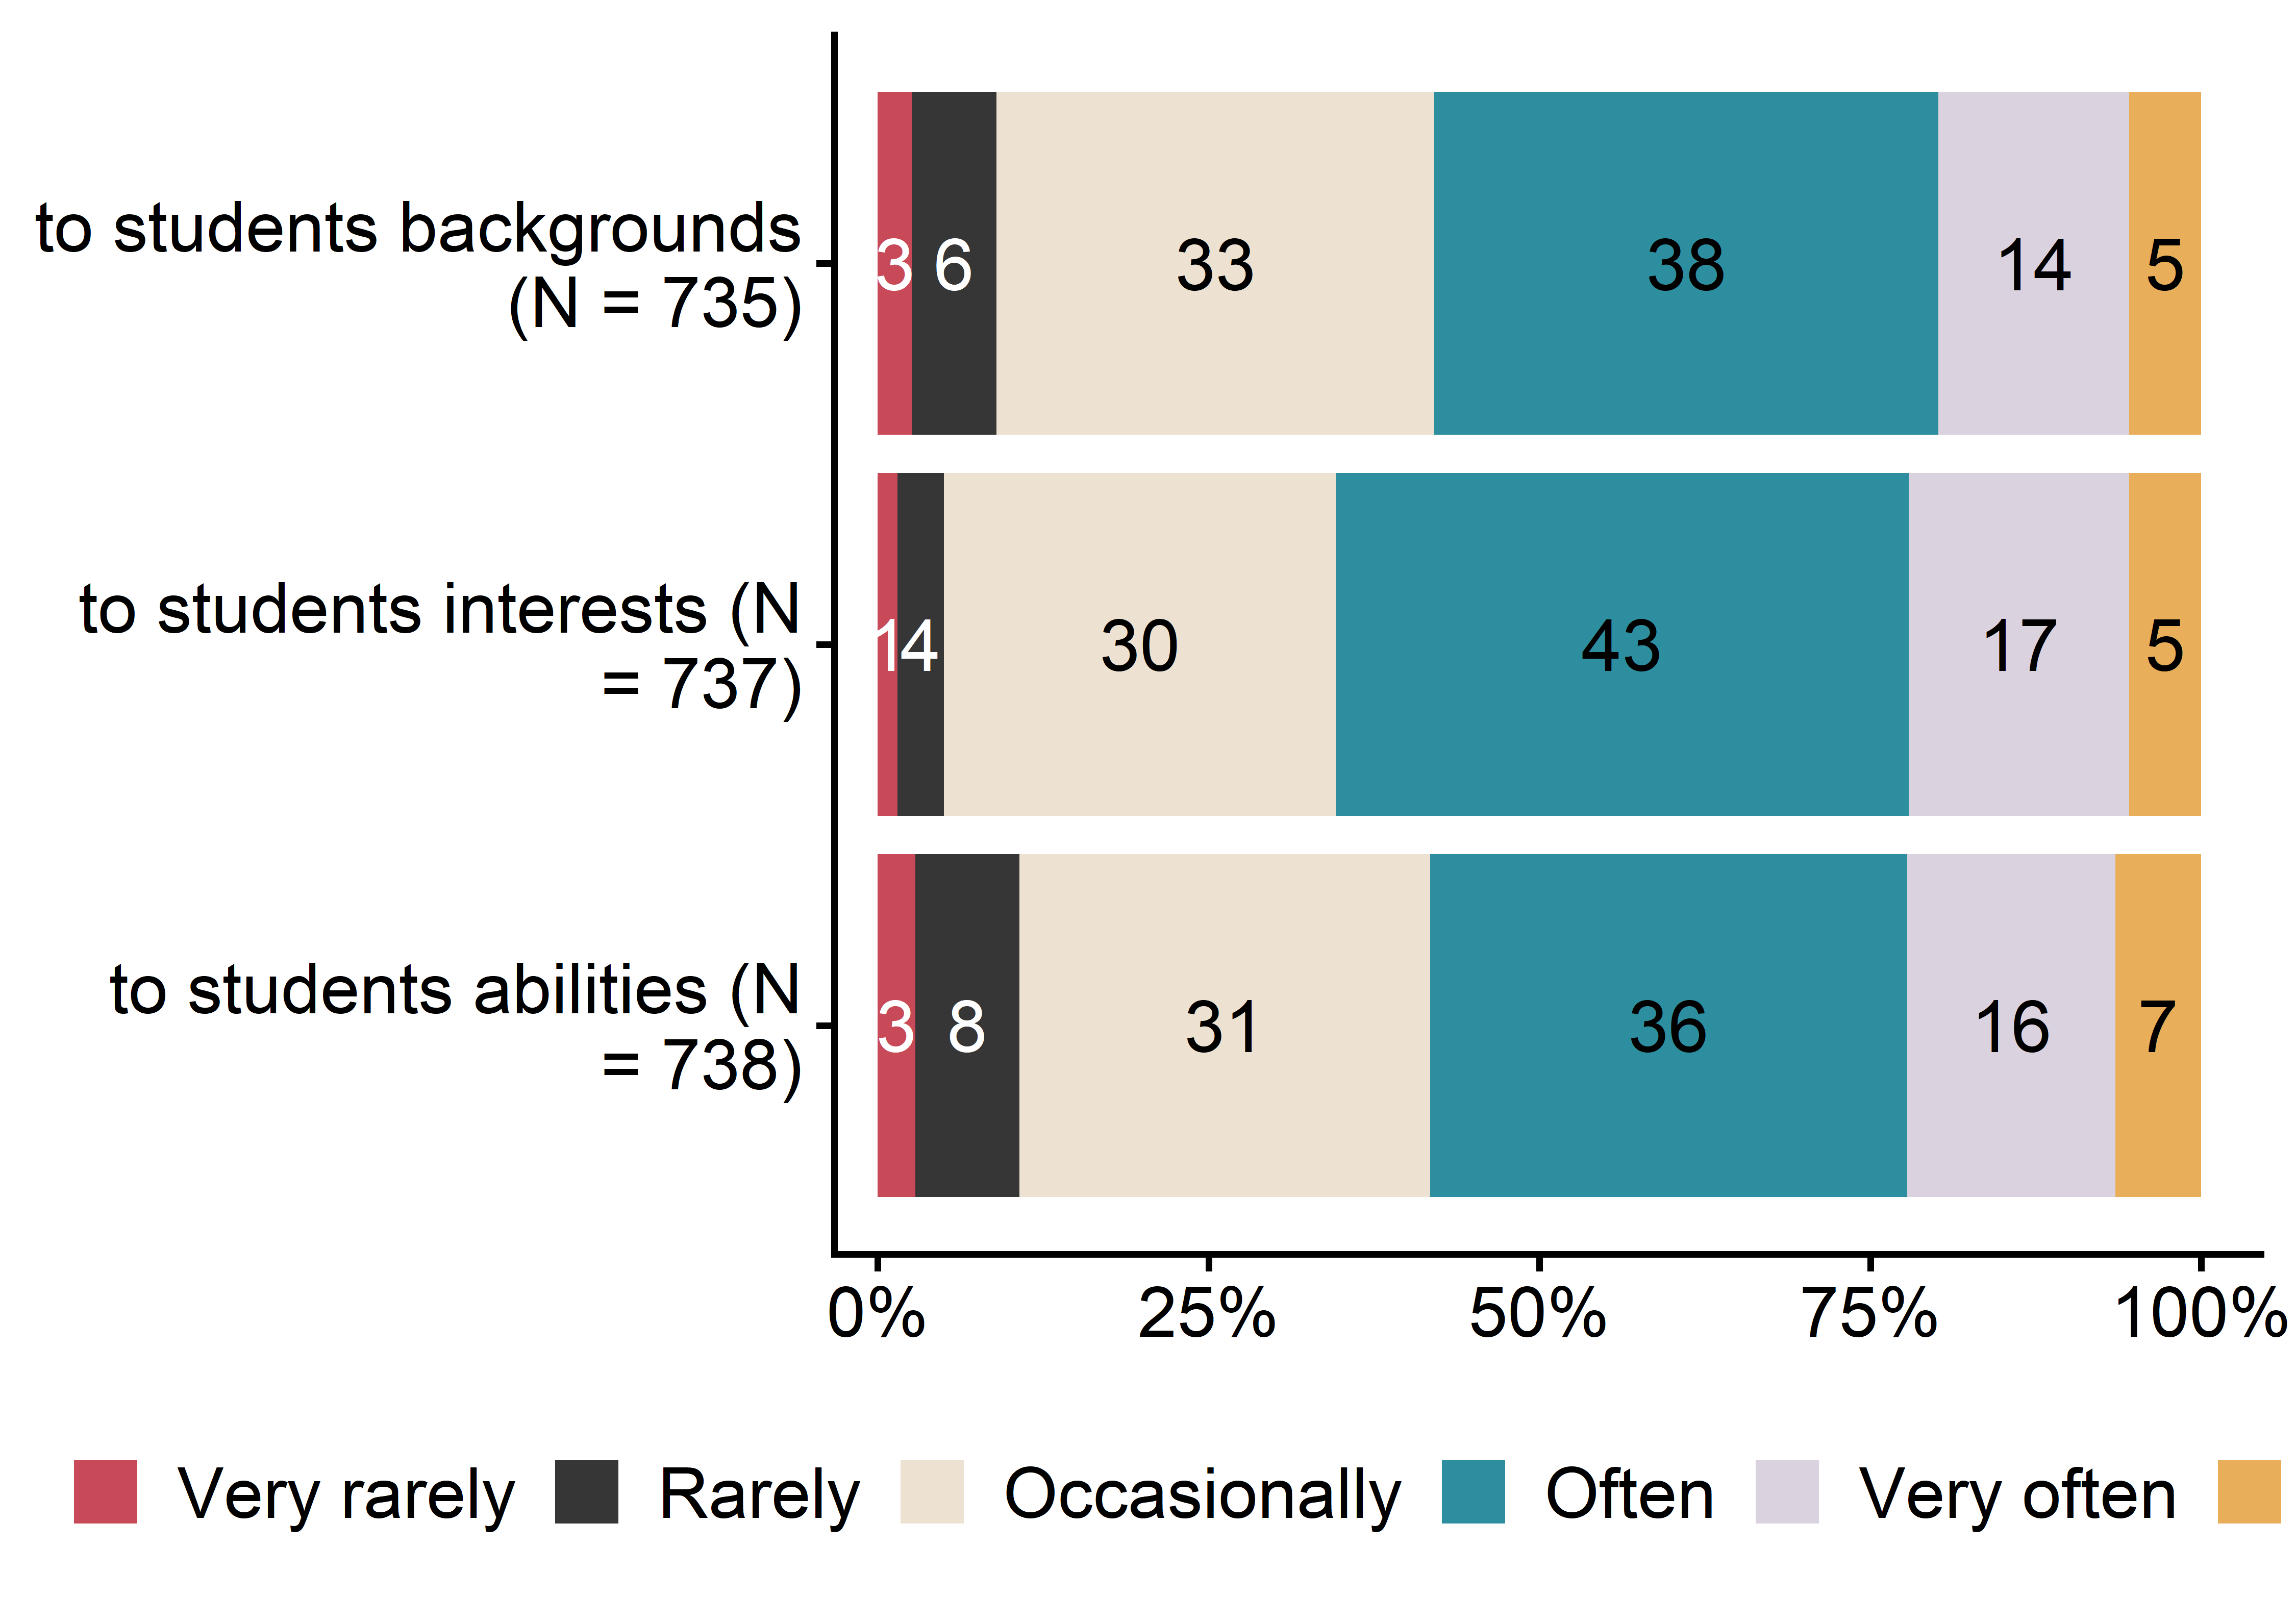 to students backgrounds
(N = 735)
3 6 33 38 14 5
to students interests (N
= 737)
1 4 30 43 17 5
to students abilities (N
= 738)
3 8 31 36 16 7
0% 25% 50% 75% 100%
Very rarely Rarely Occasionally Often Very often